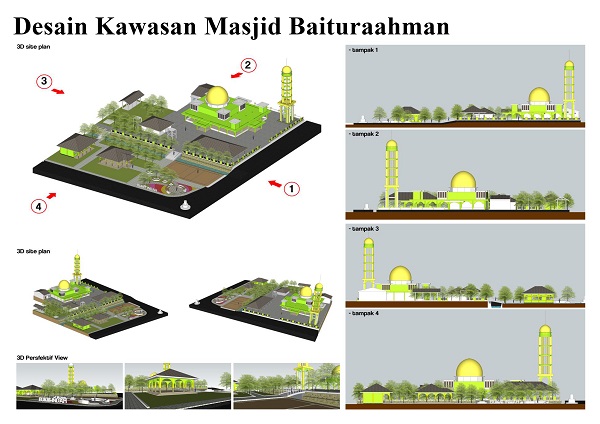 Desain Kawasan Masjid Baituraahman
3D site plan
3
2
1
4
3D site plan
3D Persfektif View
- tampak 1
- tampak 2
- tampak 3
- tampak 4